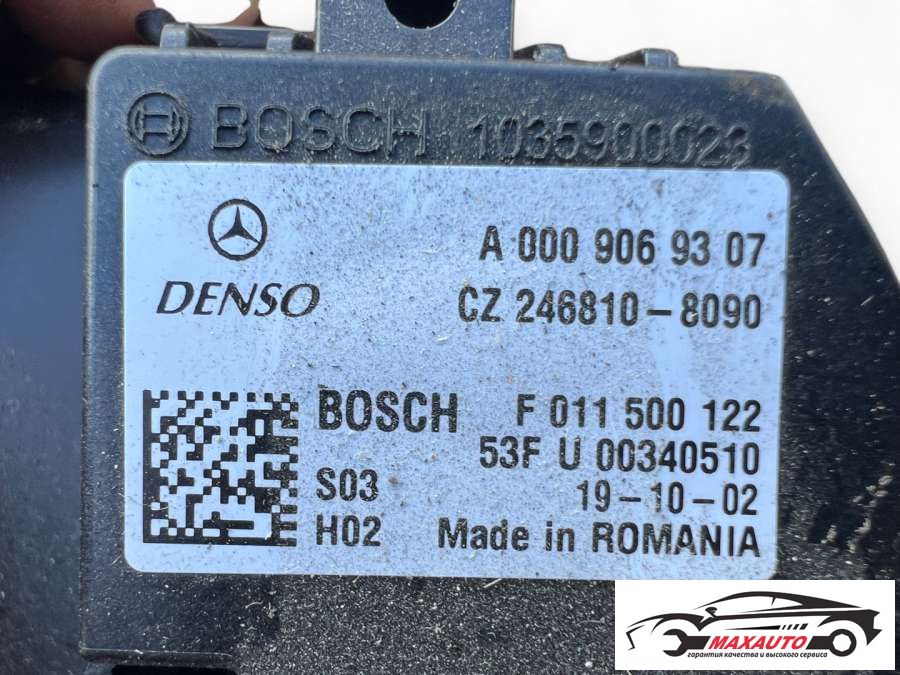 BOSCH 1035900023
A 000 906 93 07
DENSO CZ 246810-8090
BOSCH F 011 500 122
53F U 00340510
S03 19-10-02
H02 Made in ROMANIA
MAXAUTO
гарантия качества и высокого сервиса